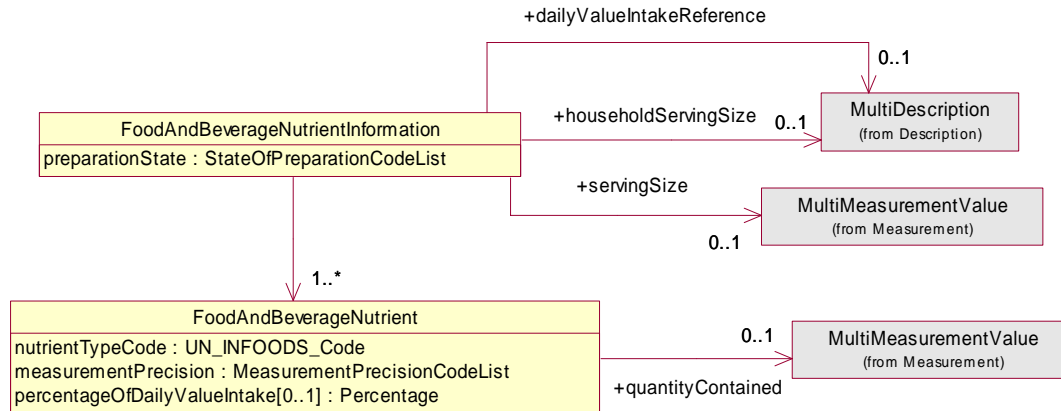 +dailyValueIntakeReference
0..1
MultiDescription
(from Description)
+householdServingSize
0..1
FoodAndBeverageNutrientInformation
preparationState : StateOfPreparationCodeList
+servingSize
0..1
MultiMeasurementValue
(from Measurement)
1..*
FoodAndBeverageNutrient
nutrientTypeCode : UN_INFOODS_Code
measurementPrecision : MeasurementPrecisionCodeList
percentageOfDailyValueIntake[0..1] : Percentage
0..1
+quantityContained
MultiMeasurementValue
(from Measurement)